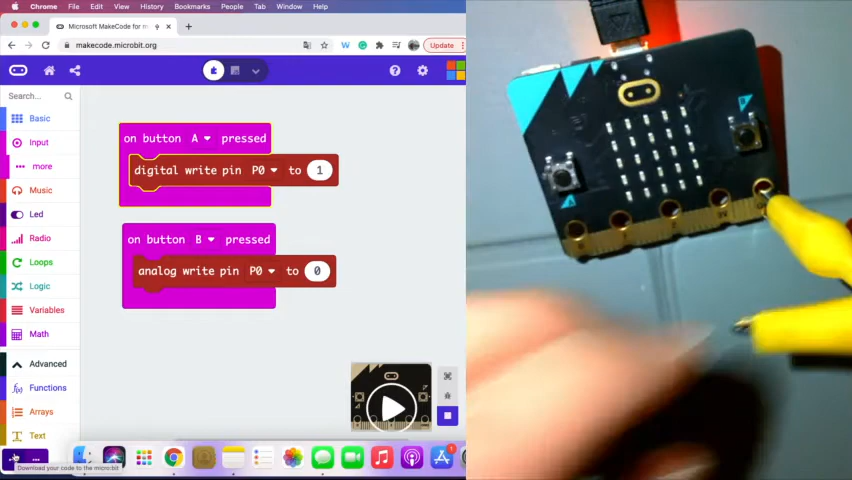 Chrome File Edit View History Bookmarks People Tab Window Help
Microsoft MakeCode for m
makecode.microbit.org
Update
Search...
Basic
Input
more
Music
Led
Radio
Loops
Logic
Variables
Math
Advanced
Functions
Arrays
Text
Download your code to the micro:bit
on button A pressed
digital write pin P0 to 1
on button B pressed
analog write pin P0 to 0
A
B